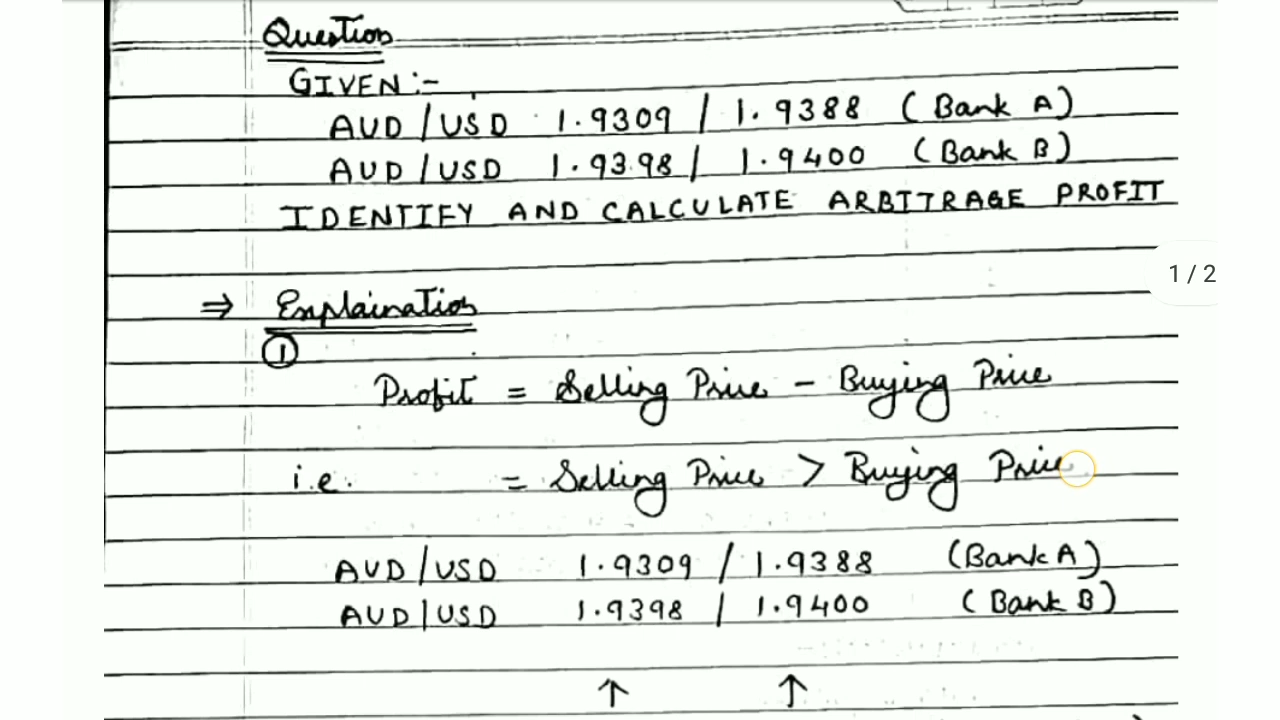 Question
GIVEN :-
AUD/USD 1.9309 / 1.9388 (Bank A)
AUD/USD 1.9398 / 1.9400 (Bank B)
IDENTIFY AND CALCULATE ARBITRAGE PROFIT
1 / 2
⇒ Explaination
①
Profit = Selling Price - Buying Price
i.e. = Selling Price > Buying Price
AUD/USD 1.9309 / 1.9388 (Bank A)
AUD/USD 1.9398 / 1.9400 (Bank B)
↑ ↑